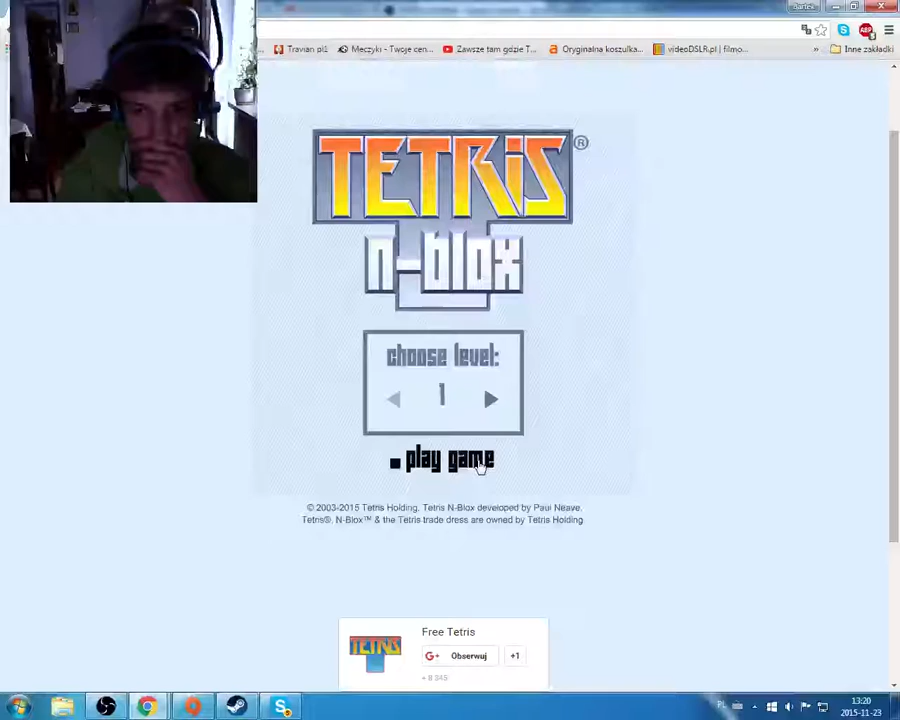 Bartek
Travian pl1
Meczyki - Twoje cen...
Zawsze tam gdzie T...
Oryginalna koszulka...
videoDSLR.pl | filmo...
»
Inne zakładki
TETRiS®
n-blox
choose level:
1
play game
© 2003-2015 Tetris Holding. Tetris N-Blox developed by Paul Neave.
Tetris®, N-Blox™ & the Tetris trade dress are owned by Tetris Holding
TETRIS
Free Tetris
G+ Obserwuj
+1
PL
13:20
2015-11-23